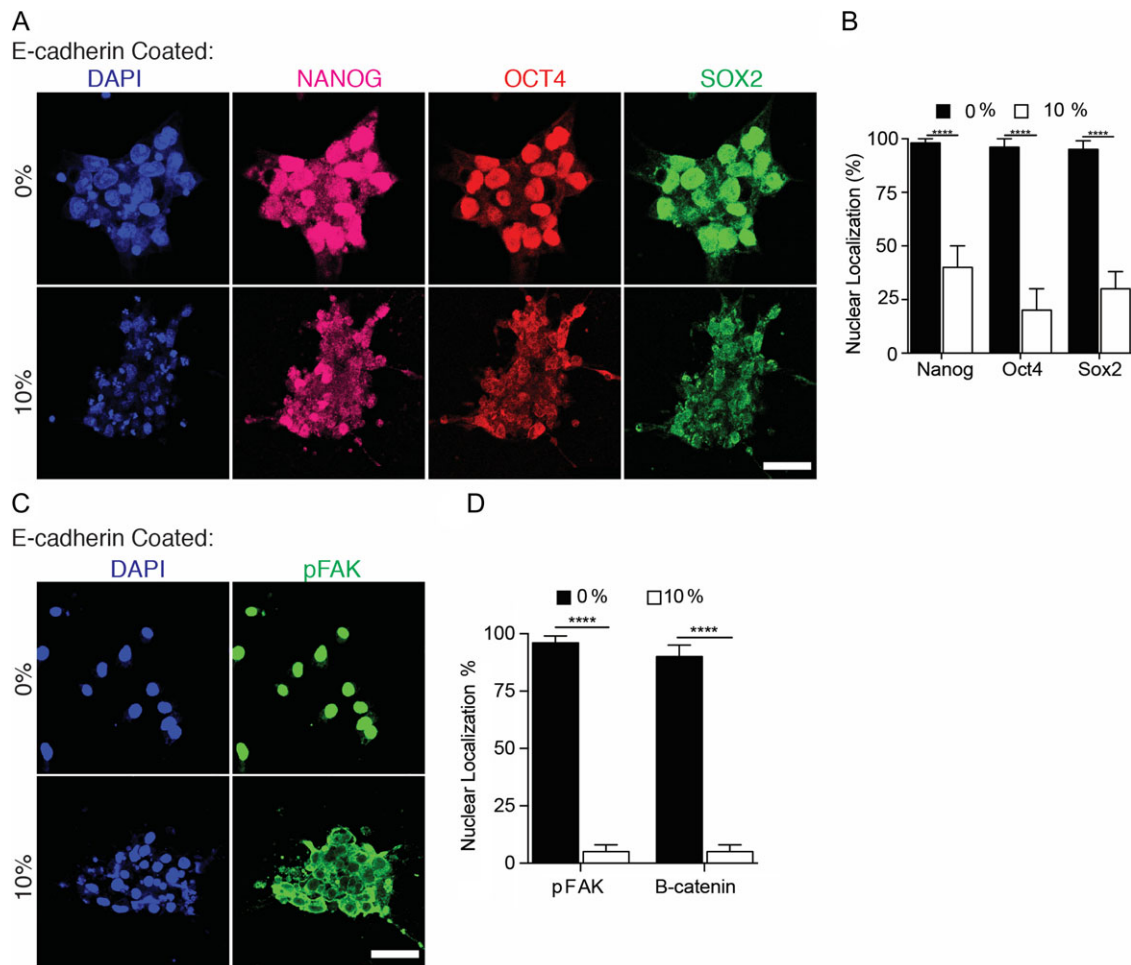 A
E-cadherin Coated:
DAPI NANOG OCT4 SOX2
0%
10%
B
0 % 10 %
**** **** ****
Nuclear Localization (%)
100
75
50
25
0
Nanog Oct4 Sox2
C
E-cadherin Coated:
DAPI pFAK
0%
10%
D
0 % 10 %
**** ****
Nuclear Localization %
100
75
50
25
0
pFAK B-catenin